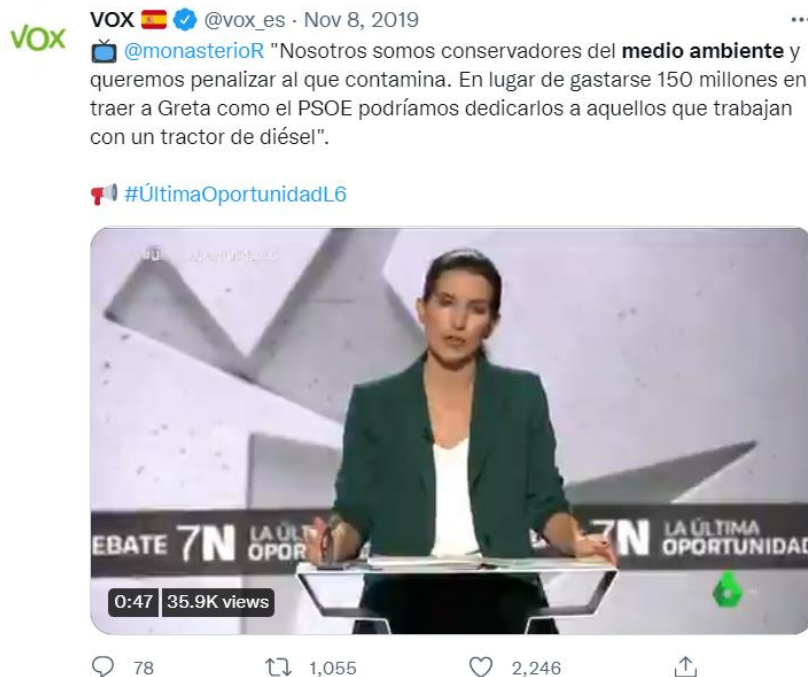 VOX
VOX @vox_es · Nov 8, 2019 ...
@monasterioR "Nosotros somos conservadores del medio ambiente y
queremos penalizar al que contamina. En lugar de gastarse 150 millones en
traer a Greta como el PSOE podríamos dedicarlos a aquellos que trabajan
con un tractor de diésel".
#ÚltimaOportunidadL6
EBATE 7N LA ÚLT
OPOR
7N LA ÚLTIMA
OPORTUNIDAD
0:47 35.9K views
78 1,055 2,246